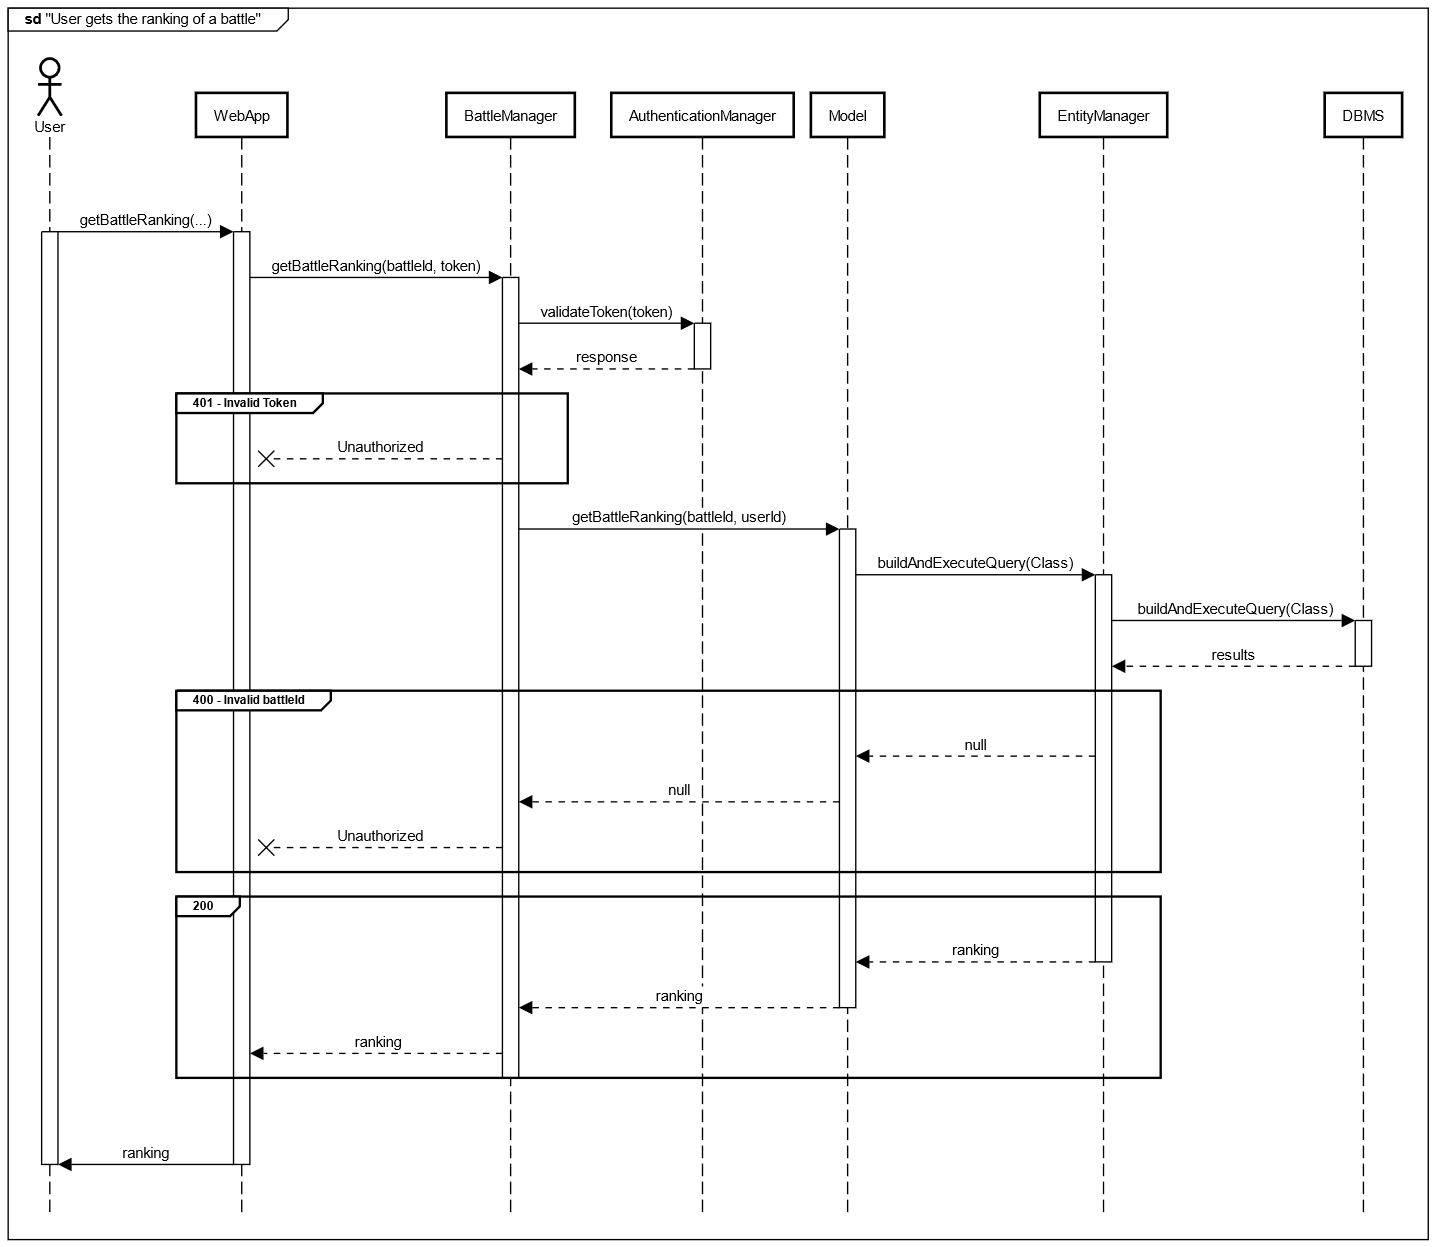 sd "User gets the ranking of a battle"
User
WebApp
BattleManager
AuthenticationManager
Model
EntityManager
DBMS
getBattleRanking(...)
getBattleRanking(battleId, token)
validateToken(token)
response
401 - Invalid Token
Unauthorized
getBattleRanking(battleId, userId)
buildAndExecuteQuery(Class)
buildAndExecuteQuery(Class)
results
400 - Invalid battleId
null
null
Unauthorized
200
ranking
ranking
ranking
ranking